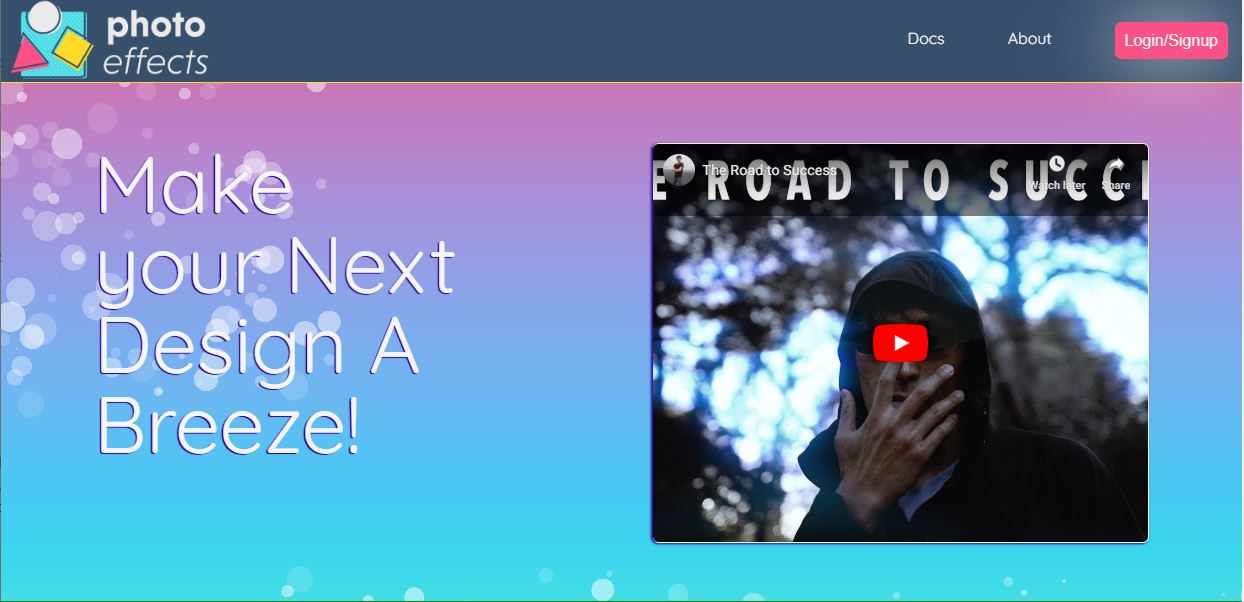 photo
effects
Docs
About
Login/Signup
Make
your Next
Design A
Breeze!
E ROAD TO SUCCE
The Road to Success
Watch later
Share